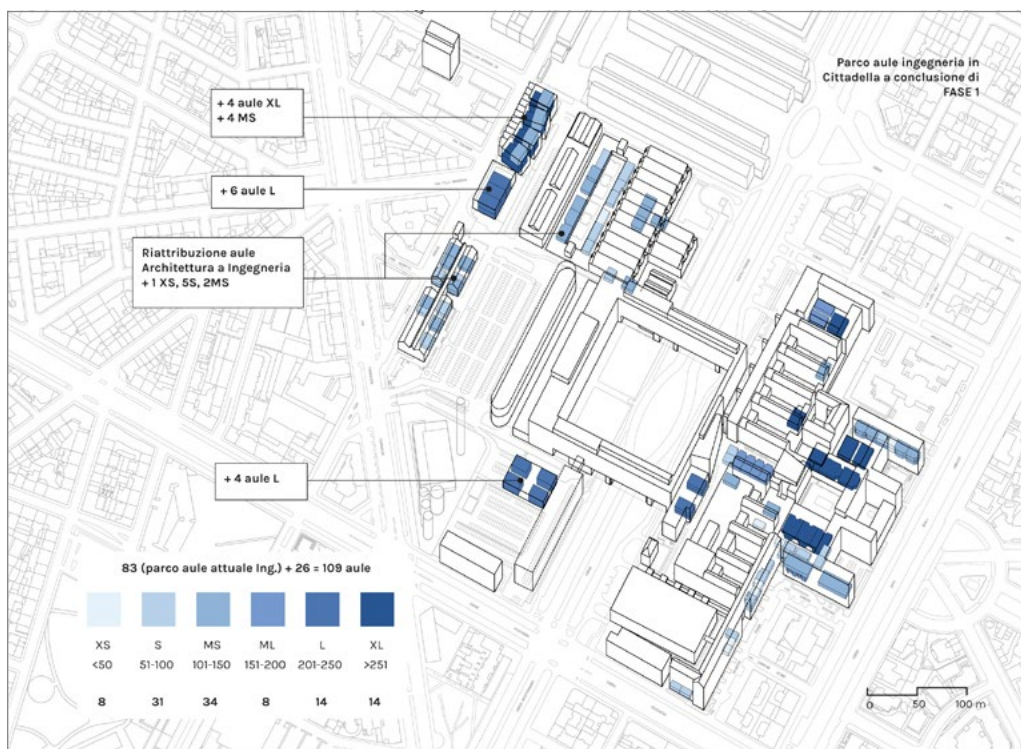 Parco aule ingegneria in
Cittadella a conclusione di
FASE 1
+ 4 aule XL
+ 4 MS
+ 6 aule L
Riattribuzione aule
Architettura a Ingegneria
+ 1 XS, 5S, 2MS
+ 4 aule L
83 (parco aule attuale Ing.) + 26 = 109 aule
XS S MS ML L XL
<50 51-100 101-150 151-200 201-250 >251
8 31 34 8 14 14
0 50 100 m